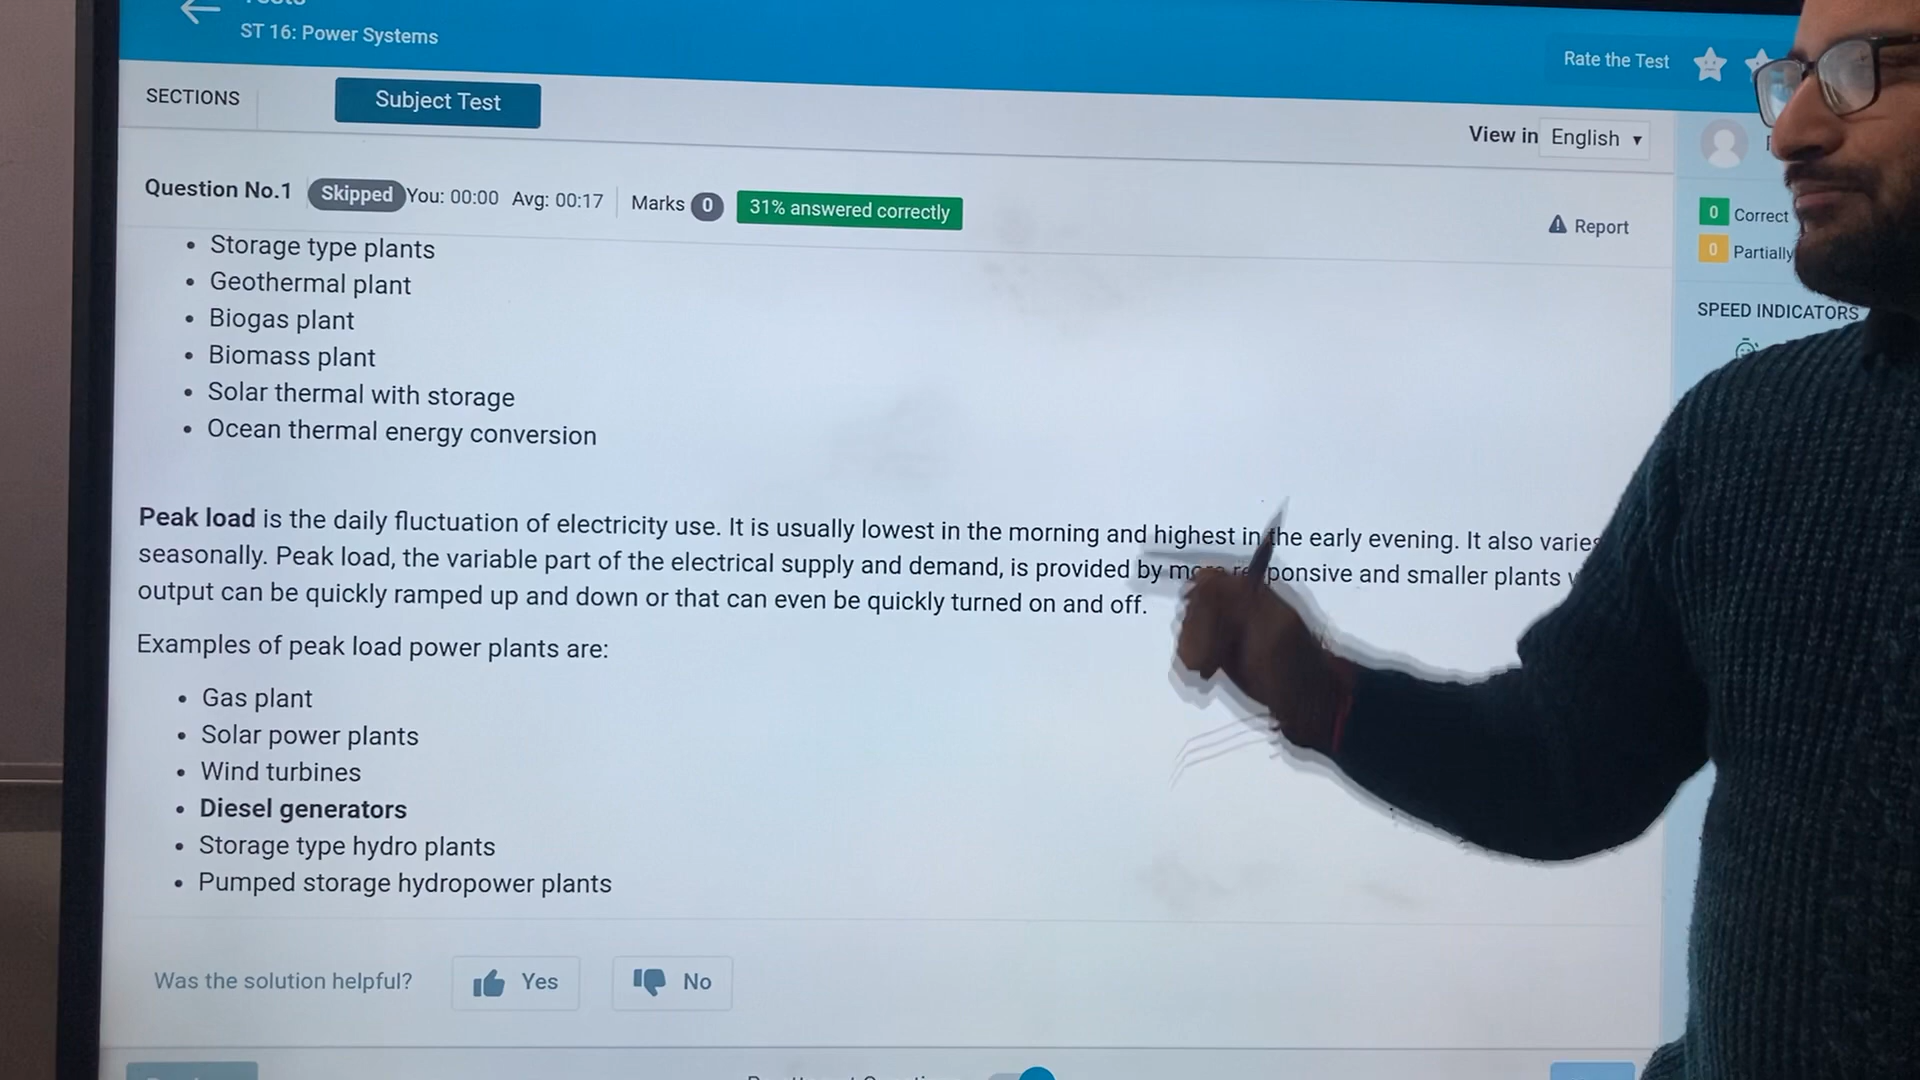 ST 16: Power Systems
Rate the Test
SECTIONS
Subject Test
View in English
Question No.1 Skipped You: 00:00 Avg: 00:17 Marks 0 31% answered correctly
Report
0 Correct
0 Partially
SPEED INDICATORS
• Storage type plants
• Geothermal plant
• Biogas plant
• Biomass plant
• Solar thermal with storage
• Ocean thermal energy conversion
Peak load is the daily fluctuation of electricity use. It is usually lowest in the morning and highest in the early evening. It also varies
seasonally. Peak load, the variable part of the electrical supply and demand, is provided by responsive and smaller plants
output can be quickly ramped up and down or that can even be quickly turned on and off.
Examples of peak load power plants are:
• Gas plant
• Solar power plants
• Wind turbines
• Diesel generators
• Storage type hydro plants
• Pumped storage hydropower plants
Was the solution helpful? Yes No